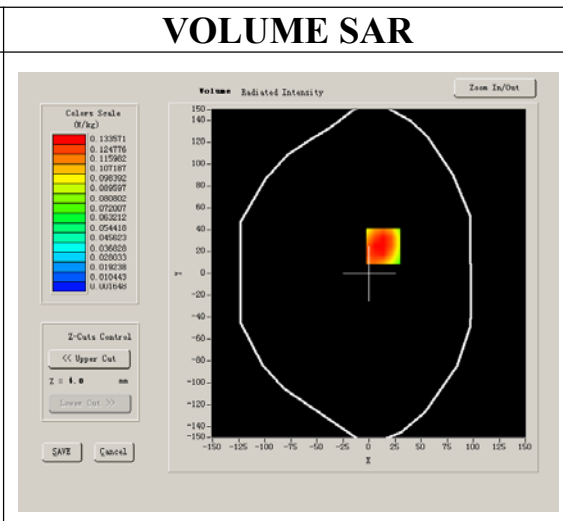 VOLUME SAR
Volume Radiated Intensity
Zoom In/Out
Colors Scale
(W/kg)
0.133571
0.124776
0.115982
0.107187
0.098392
0.089597
0.080802
0.072007
0.063212
0.054418
0.045623
0.036828
0.028033
0.019238
0.010443
0.001648
Z-Cuts Control
<< Upper Cut
Z = 4.0 mm
Lower Cut >>
SAVE Cancel
150
140
120
100
80
60
40
20
Y 0
-20
-40
-60
-80
-100
-120
-140
-150
-150 -125 -100 -75 -50 -25 0 25 50 75 100 125 150
X